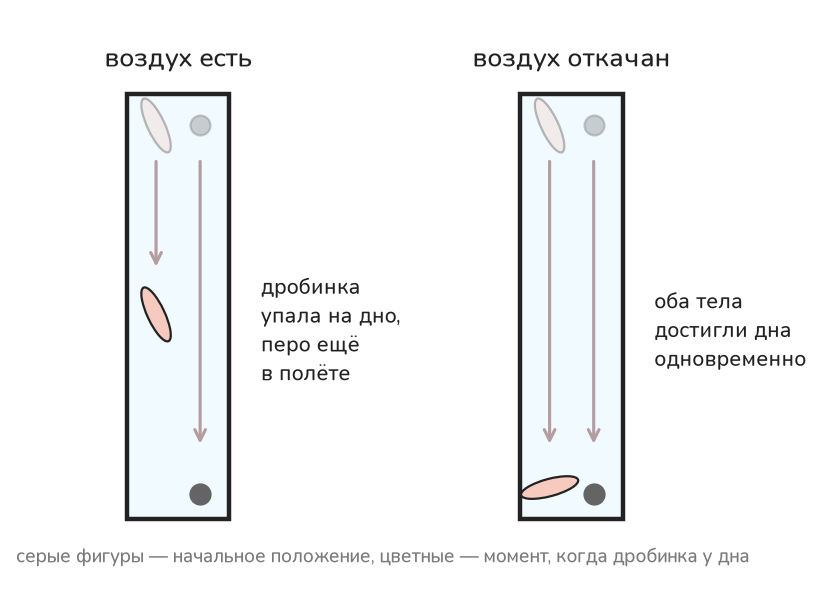 воздух есть
воздух откачан
дробинка
упала на дно,
перо ещё
в полёте
оба тела
достигли дна
одновременно
серые фигуры — начальное положение, цветные — момент, когда дробинка у дна